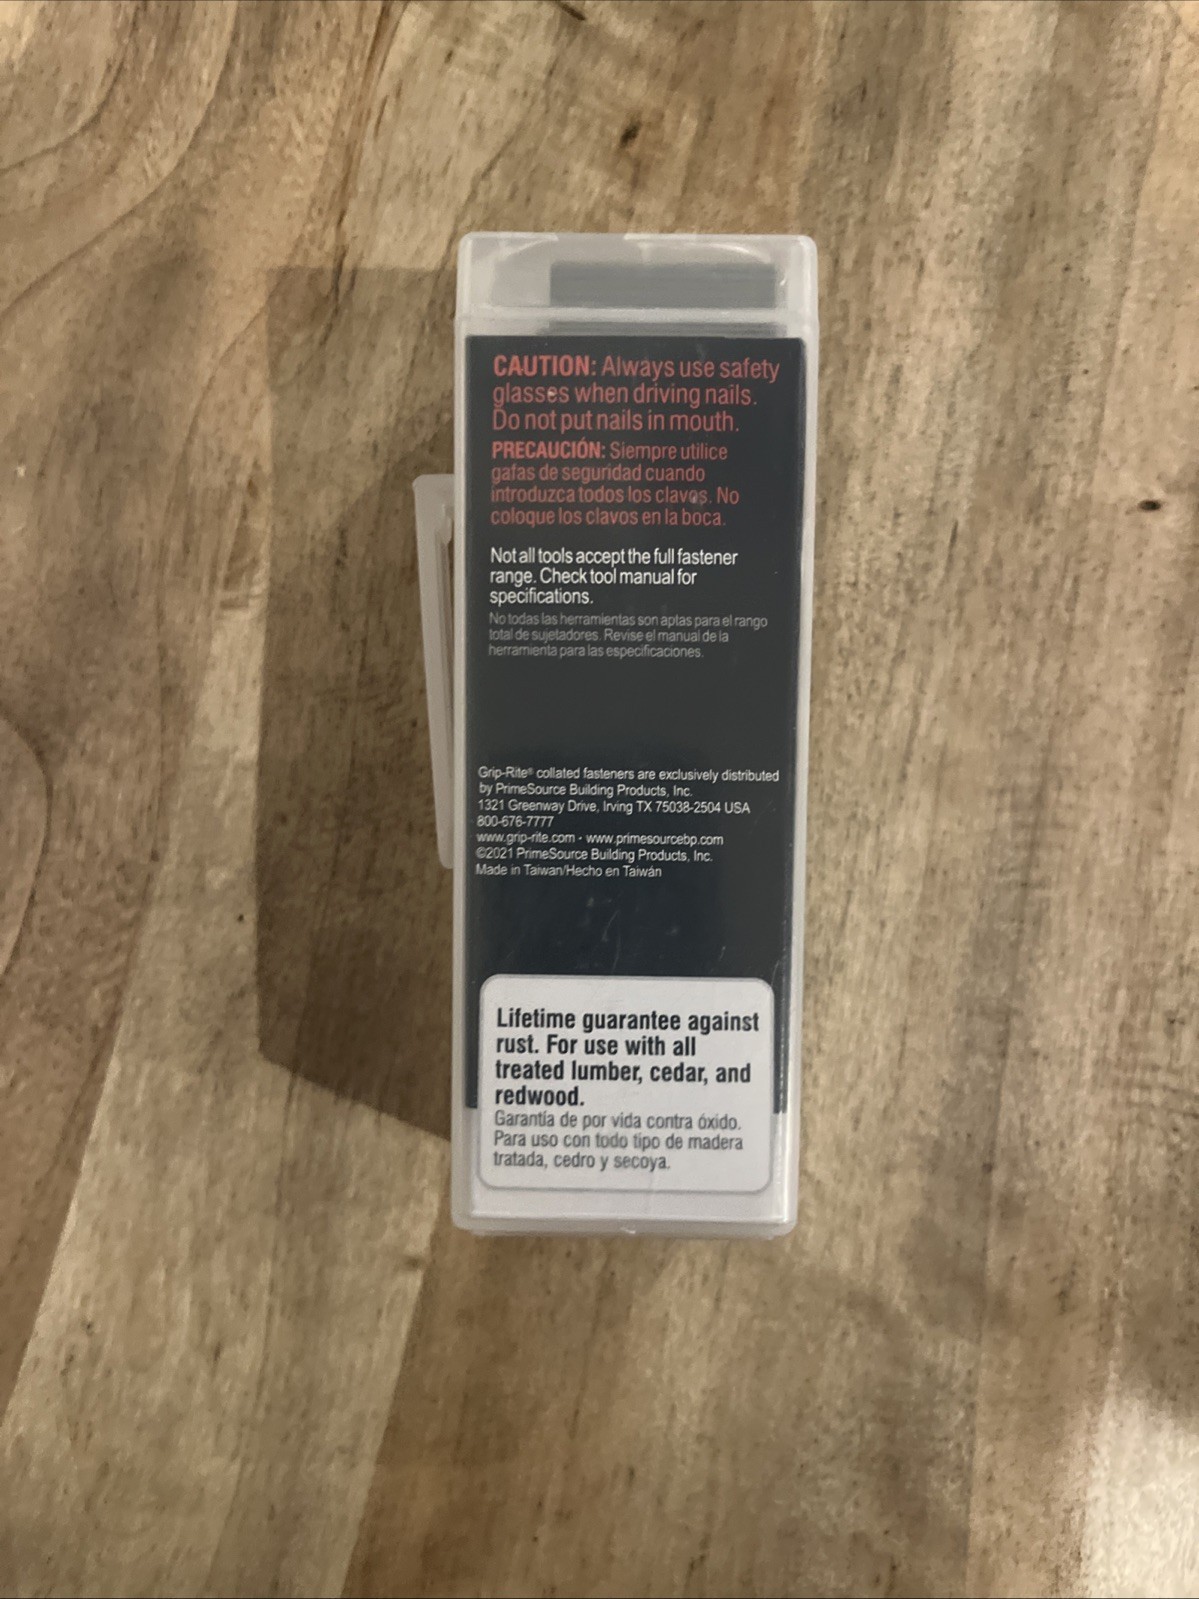 CAUTION: Always use safety
glasses when driving nails.
Do not put nails in mouth.
PRECAUCIÓN: Siempre utilice
gafas de seguridad cuando
introduzca todos los clavos. No
coloque los clavos en la boca.
Not all tools accept the full fastener
range. Check tool manual for
specifications.
No todas las herramientas son aptas para el rango
total de sujetadores. Revise el manual de la
herramienta para las especificaciones.
Grip-Rite® collated fasteners are exclusively distributed
by PrimeSource Building Products, Inc.
1321 Greenway Drive, Irving TX 75038-2504 USA
800-676-7777
www.grip-rite.com - www.primesourcebp.com
©2021 PrimeSource Building Products, Inc.
Made in Taiwan/Hecho en Taiwán
Lifetime guarantee against
rust. For use with all
treated lumber, cedar, and
redwood.
Garantía de por vida contra óxido.
Para uso con todo tipo de madera
tratada, cedro y secoya.